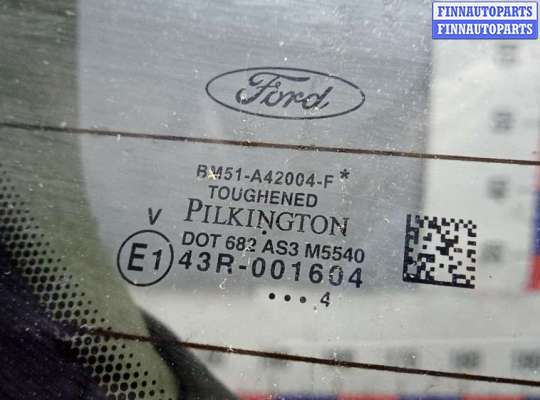 FINNAUTOPARTS
FINNAUTOPARTS
Ford
BM51-A42004-F*
TOUGHENED
PILKINGTON
V
DOT 682 AS3 M5540
E1 43R-001604
••• 4